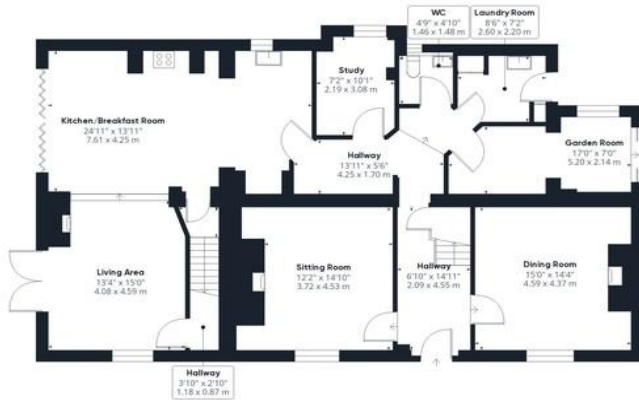 WC
4'9" x 4'10"
1.46 x 1.48 m
Laundry Room
8'6" x 7'2"
2.60 x 2.20 m
Study
7'2" x 10'1"
2.19 x 3.08 m
Kitchen/Breakfast Room
24'11" x 13'11"
7.61 x 4.25 m
Garden Room
17'0" x 7'0"
5.20 x 2.14 m
Hallway
13'11" x 5'6"
4.25 x 1.70 m
Living Area
13'4" x 15'0"
4.08 x 4.59 m
Sitting Room
12'2" x 14'10"
3.72 x 4.53 m
Hallway
6'10" x 14'11"
2.09 x 4.55 m
Dining Room
15'0" x 14'4"
4.59 x 4.37 m
Hallway
3'10" x 2'10"
1.18 x 0.87 m